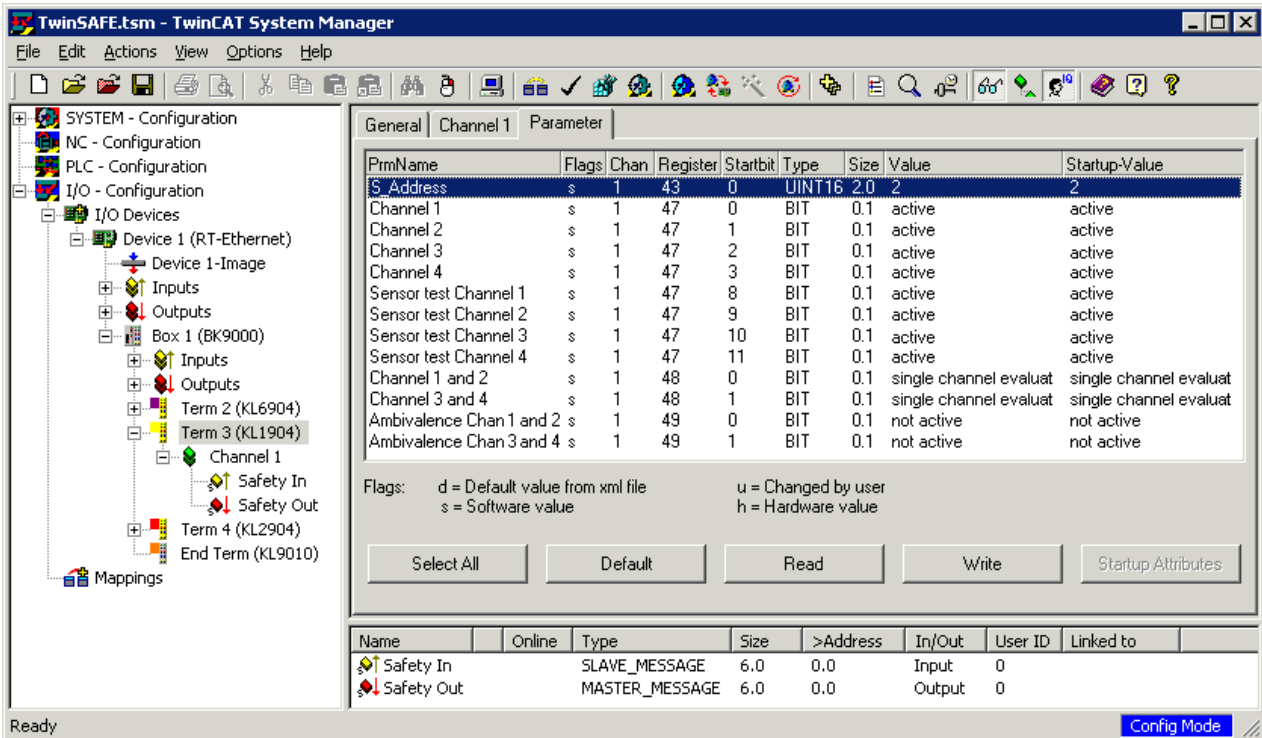 TwinSAFE.tsm - TwinCAT System Manager
File Edit Actions View Options Help
SYSTEM - Configuration
NC - Configuration
PLC - Configuration
I/O - Configuration
I/O Devices
Device 1 (RT-Ethernet)
Device 1-Image
Inputs
Outputs
Box 1 (BK9000)
Inputs
Outputs
Term 2 (KL6904)
Term 3 (KL1904)
Channel 1
Safety In
Safety Out
Term 4 (KL2904)
End Term (KL9010)
Mappings
General Channel 1 Parameter
PrmName Flags Chan Register Startbit Type Size Value Startup-Value
S_Address s 1 43 0 UINT16 2.0 2 2
Channel 1 s 1 47 0 BIT 0.1 active active
Channel 2 s 1 47 1 BIT 0.1 active active
Channel 3 s 1 47 2 BIT 0.1 active active
Channel 4 s 1 47 3 BIT 0.1 active active
Sensor test Channel 1 s 1 47 8 BIT 0.1 active active
Sensor test Channel 2 s 1 47 9 BIT 0.1 active active
Sensor test Channel 3 s 1 47 10 BIT 0.1 active active
Sensor test Channel 4 s 1 47 11 BIT 0.1 active active
Channel 1 and 2 s 1 48 0 BIT 0.1 single channel evaluat single channel evaluat
Channel 3 and 4 s 1 48 1 BIT 0.1 single channel evaluat single channel evaluat
Ambivalence Chan 1 and 2 s 1 49 0 BIT 0.1 not active not active
Ambivalence Chan 3 and 4 s 1 49 1 BIT 0.1 not active not active
Flags: d = Default value from xml file u = Changed by user
s = Software value h = Hardware value
Select All Default Read Write Startup Attributes
Name Online Type Size >Address In/Out User ID Linked to
Safety In SLAVE_MESSAGE 6.0 0.0 Input 0
Safety Out MASTER_MESSAGE 6.0 0.0 Output 0
Ready Config Mode